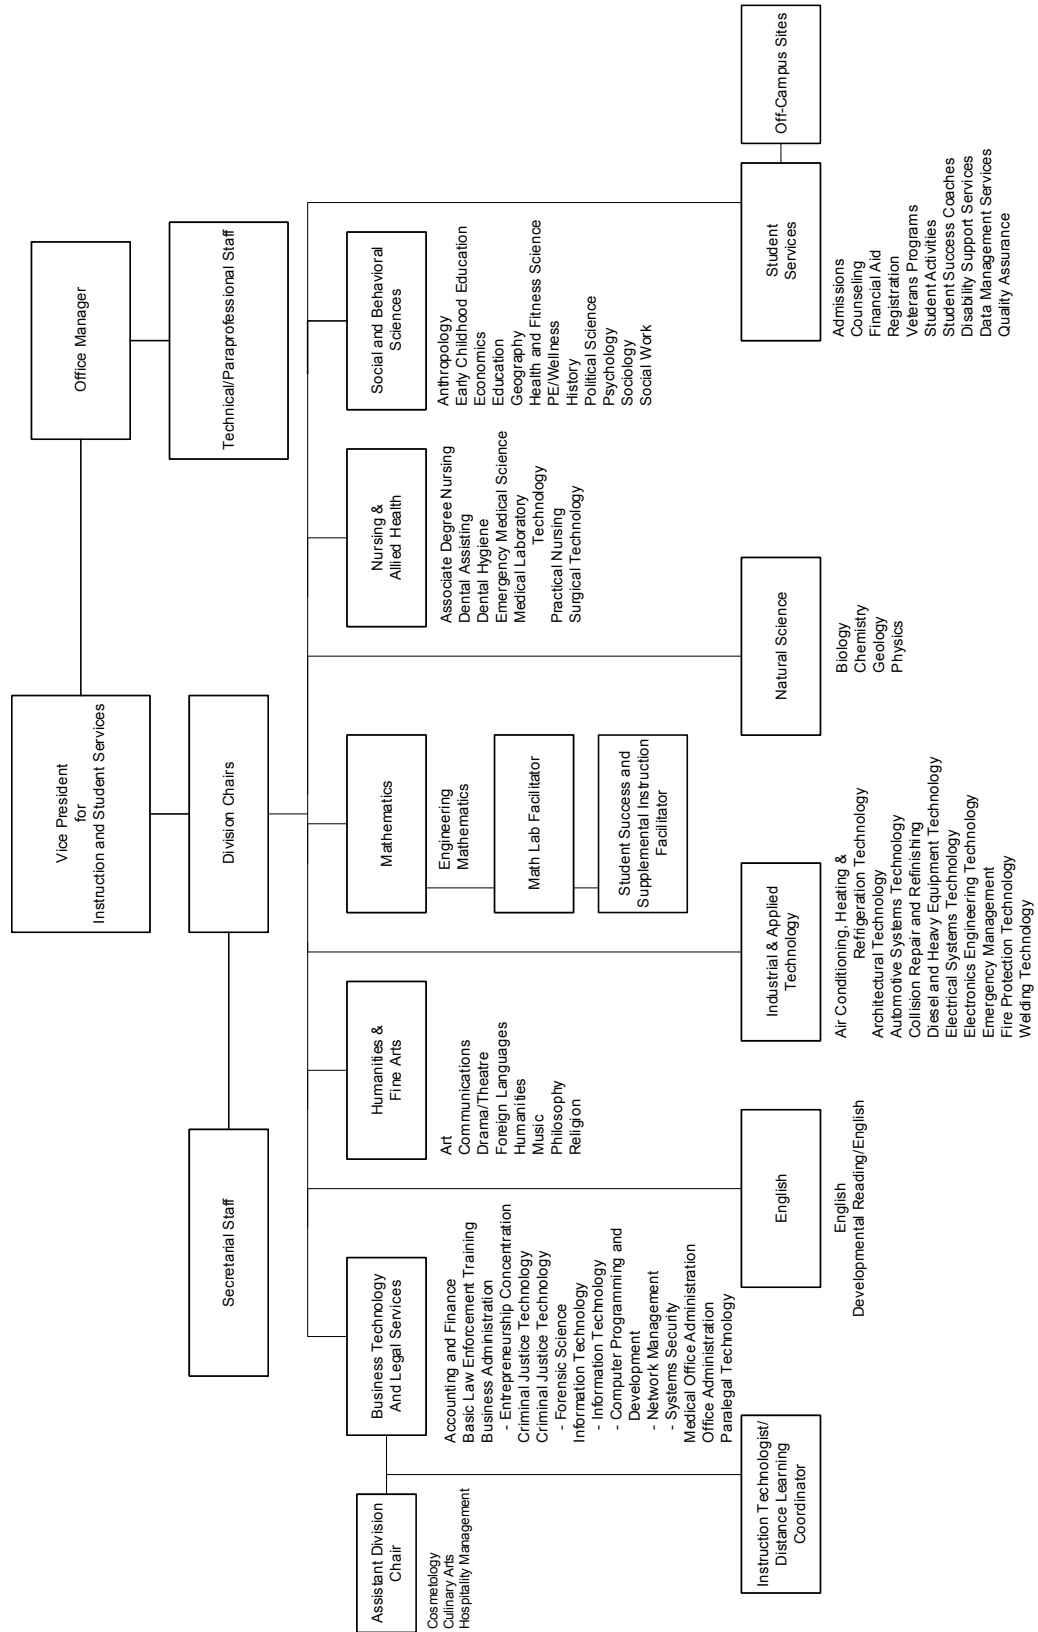 Vice President
for
Instruction and Student Services
Office Manager
Technical/Paraprofessional Staff
Division Chairs
Secretarial Staff
Assistant Division
Chair
Cosmetology
Culinary Arts
Hospitality Management
Business Technology
And Legal Services
Accounting and Finance
Basic Law Enforcement Training
Business Administration
- Entrepreneurship Concentration
Criminal Justice Technology
Criminal Justice Technology
- Forensic Science
Information Technology
- Information Technology
- Computer Programming and
Development
- Network Management
- Systems Security
Medical Office Administration
Office Administration
Paralegal Technology
Humanities &
Fine Arts
Art
Communications
Drama/Theatre
Foreign Languages
Humanities
Music
Philosophy
Religion
Mathematics
Engineering
Mathematics
Math Lab Facilitator
Student Success and
Supplemental Instruction
Facilitator
Nursing &
Allied Health
Associate Degree Nursing
Dental Assisting
Dental Hygiene
Emergency Medical Science
Medical Laboratory
Technology
Practical Nursing
Surgical Technology
Social and Behavioral
Sciences
Anthropology
Early Childhood Education
Economics
Education
Geography
Health and Fitness Science
PE/Wellness
History
Political Science
Psychology
Sociology
Social Work
Instruction Technologist/
Distance Learning
Coordinator
English
English
Developmental Reading/English
Industrial & Applied
Technology
Air Conditioning, Heating &
Refrigeration Technology
Architectural Technology
Automotive Systems Technology
Collision Repair and Refinishing
Diesel and Heavy Equipment Technology
Electrical Systems Technology
Electronics Engineering Technology
Emergency Management
Fire Protection Technology
Welding Technology
Natural Science
Biology
Chemistry
Geology
Physics
Student
Services
Admissions
Counseling
Financial Aid
Registration
Veterans Programs
Student Activities
Student Success Coaches
Disability Support Services
Data Management Services
Quality Assurance
Off-Campus Sites